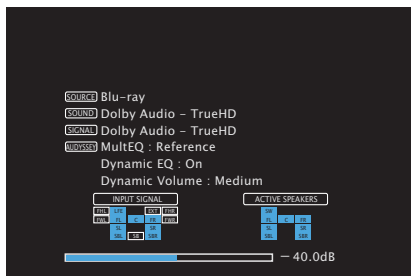 SOURCE Blu-ray
SOUND Dolby Audio - TrueHD
SIGNAL Dolby Audio - TrueHD
AUDYSSEY MultEQ : Reference
Dynamic EQ : On
Dynamic Volume : Medium
INPUT SIGNAL ACTIVE SPEAKERS
FHL LFE EXT FHR SW
FWL FL C FR FWR FL C FR
SL SR SL SR
SBL SB SBR SBL SBR
- 40.0dB